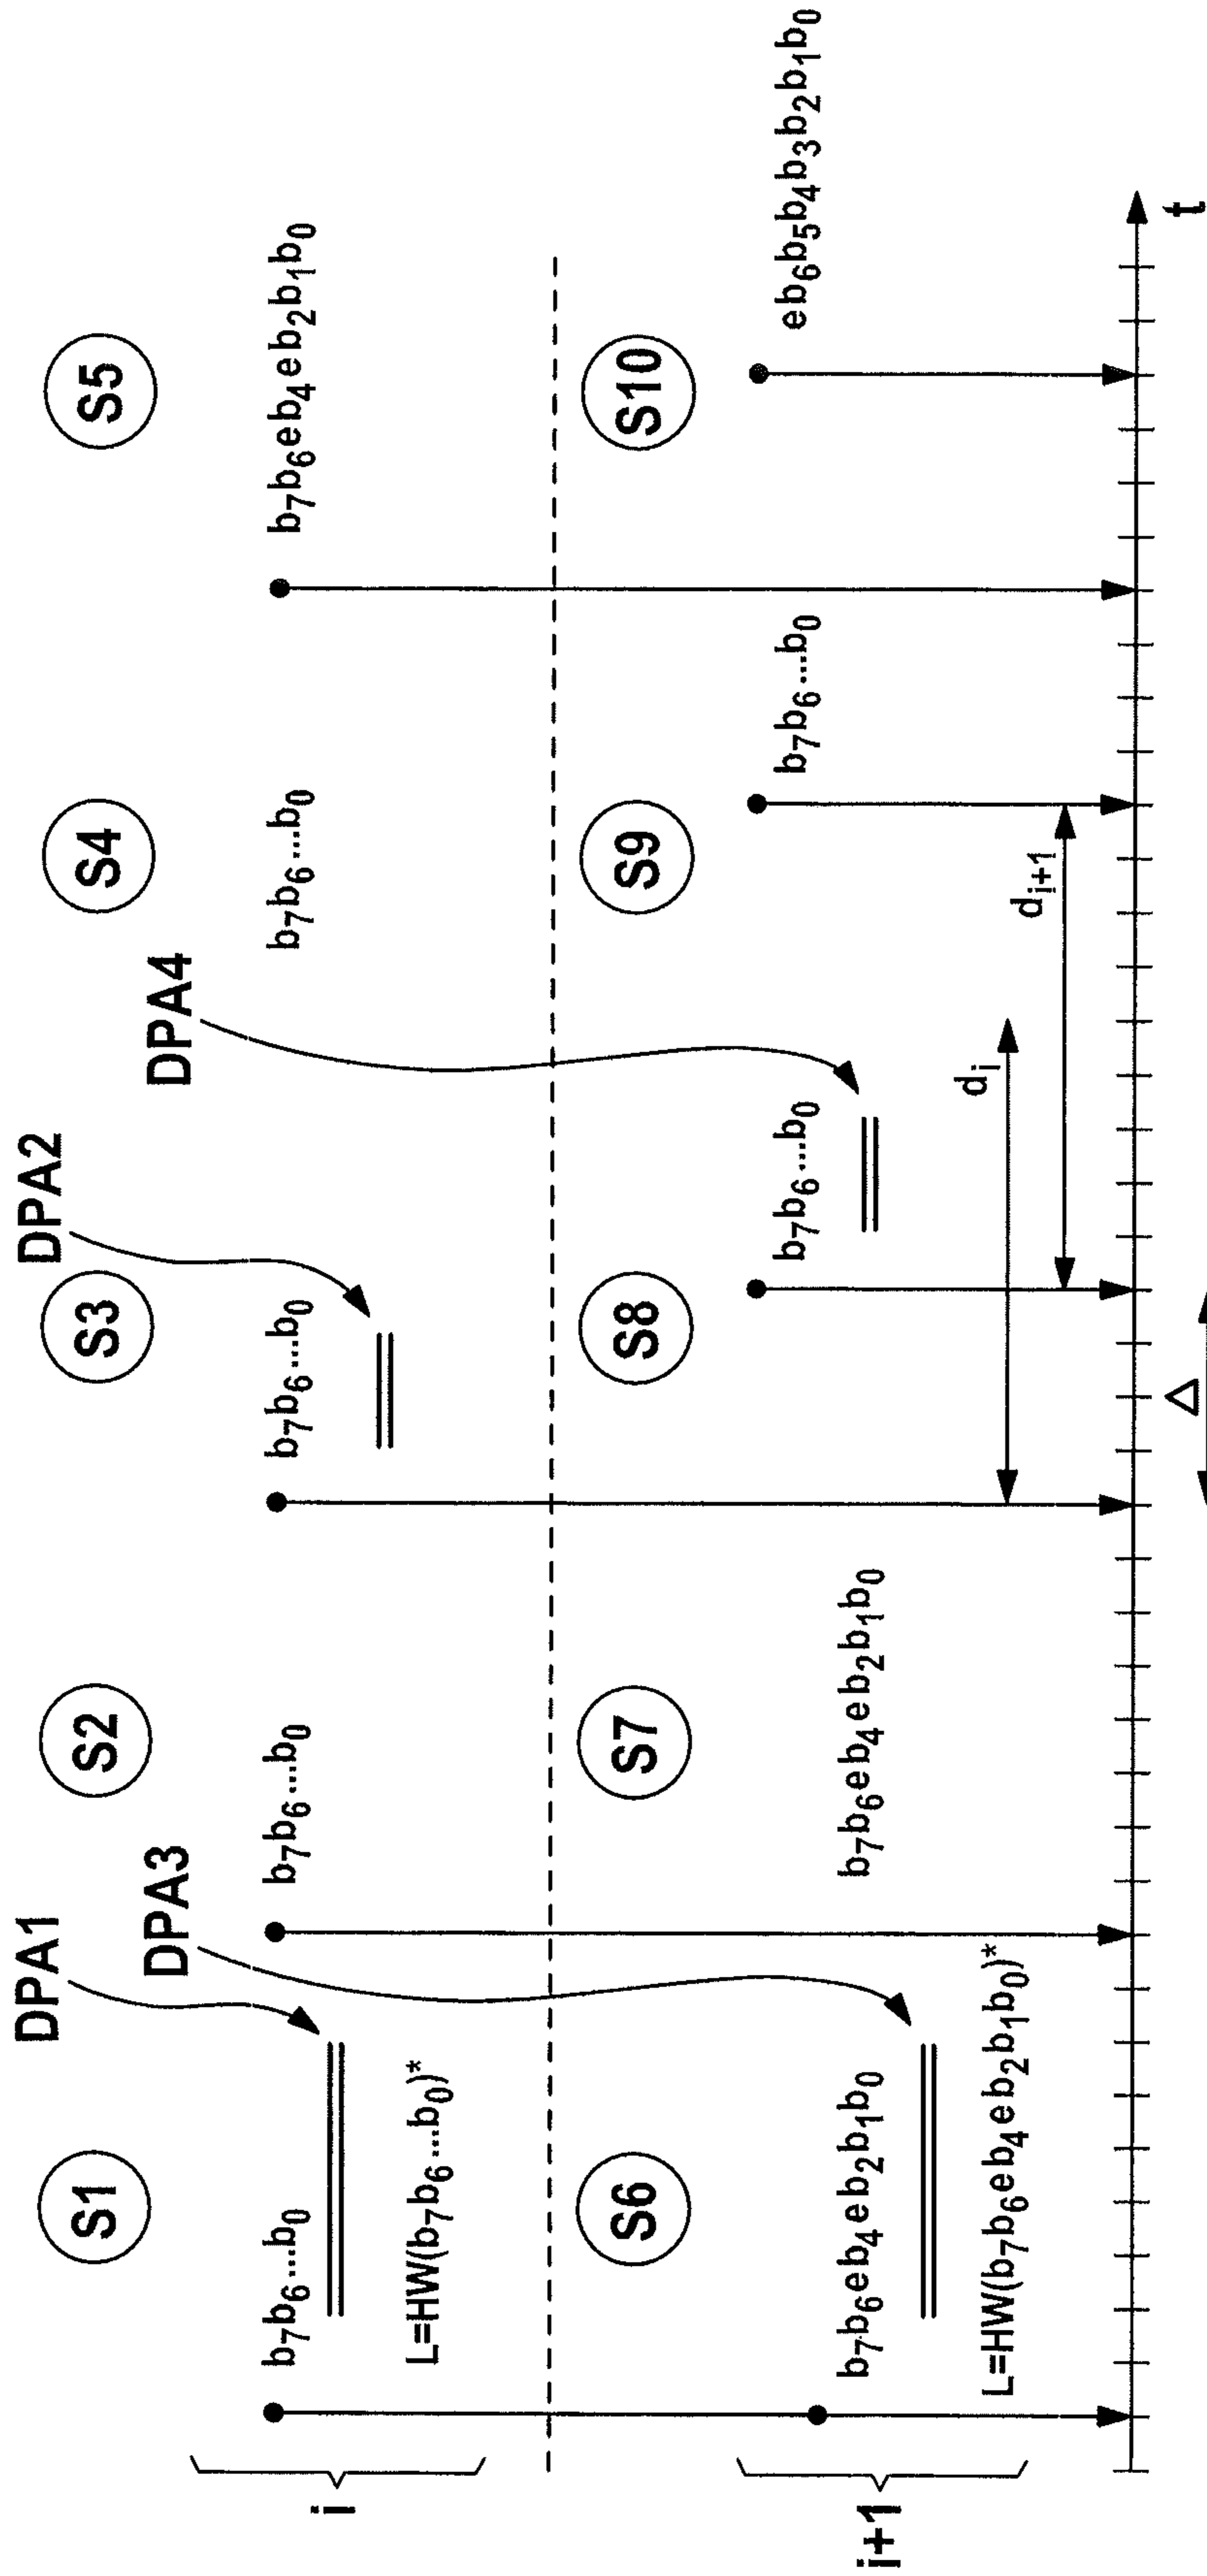 DPA1
DPA2
DPA3
DPA4
S1
S2
S3
S4
S5
i
b₇b₆...b₀
b₇b₆...b₀
b₇b₆...b₀
b₇b₆...b₀
b₇b₆eb₄eb₂b₁b₀
L=HW(b₇b₆...b₀)*
S6
S7
S8
S9
S10
i+1
b₇b₆eb₄eb₂b₁b₀
b₇b₆eb₄eb₂b₁b₀
b₇b₆...b₀
b₇b₆...b₀
eb₆b₅b₄b₃b₂b₁b₀
L=HW(b₇b₆eb₄eb₂b₁b₀)*
dᵢ
dᵢ₊₁
Δ
t